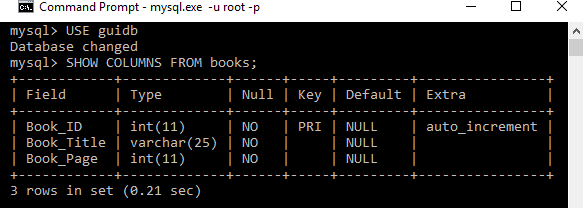 Command Prompt - mysql.exe -u root -p
mysql> USE guidb
Database changed
mysql> SHOW COLUMNS FROM books;
+------------+-------------+------+-----+---------+----------------+
| Field      | Type        | Null | Key | Default | Extra          |
+------------+-------------+------+-----+---------+----------------+
| Book_ID    | int(11)     | NO   | PRI | NULL    | auto_increment |
| Book_Title | varchar(25) | NO   |     | NULL    |                |
| Book_Page  | int(11)     | NO   |     | NULL    |                |
+------------+-------------+------+-----+---------+----------------+
3 rows in set (0.21 sec)